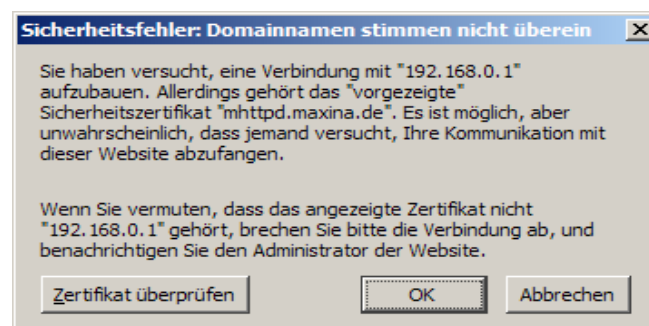 Sicherheitsfehler: Domainnamen stimmen nicht überein
Sie haben versucht, eine Verbindung mit "192.168.0.1"
aufzubauen. Allerdings gehört das "vorgezeigte"
Sicherheitszertifikat "mhttpd.maxina.de". Es ist möglich, aber
unwahrscheinlich, dass jemand versucht, Ihre Kommunikation mit
dieser Website abzufangen.
Wenn Sie vermuten, dass das angezeigte Zertifikat nicht
"192.168.0.1" gehört, brechen Sie bitte die Verbindung ab, und
benachrichtigen Sie den Administrator der Website.
Zertifikat überprüfen OK Abbrechen